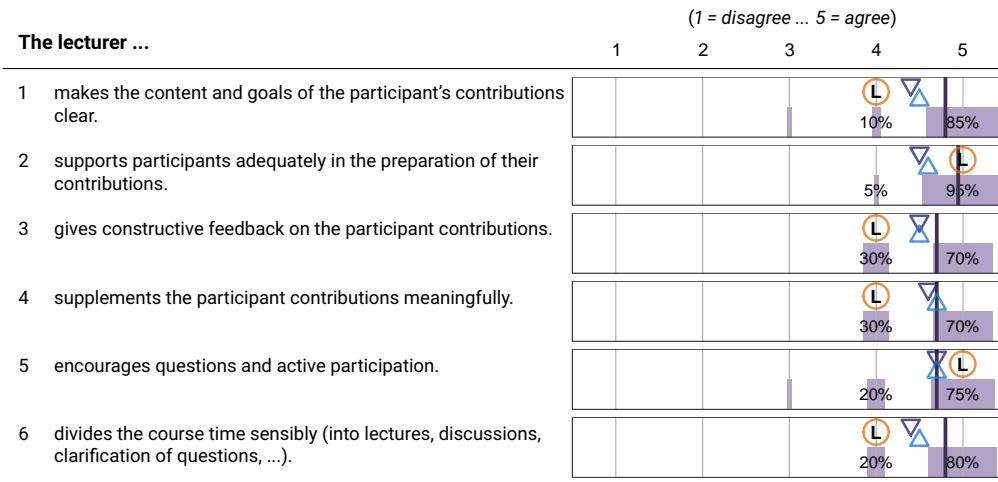 (1 = disagree ... 5 = agree)
The lecturer ...
1 2 3 4 5
1 makes the content and goals of the participant's contributions
clear.
L
10% 85%
2 supports participants adequately in the preparation of their
contributions.
L
5% 95%
3 gives constructive feedback on the participant contributions.
L
30% 70%
4 supplements the participant contributions meaningfully.
L
30% 70%
5 encourages questions and active participation.
L
20% 75%
6 divides the course time sensibly (into lectures, discussions,
clarification of questions, ...).
L
20% 80%